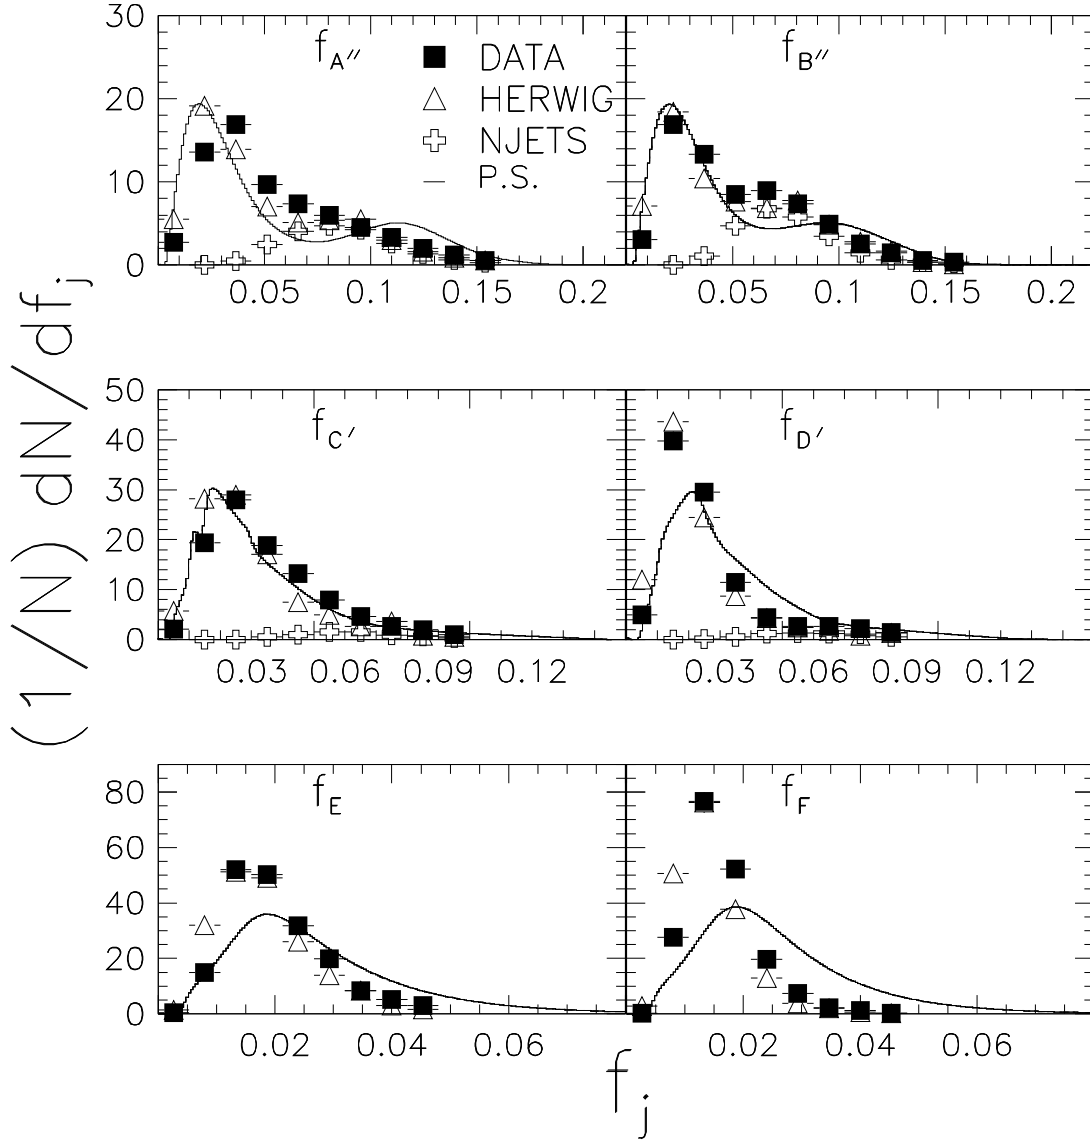 (1/N) dN/df_j
30
20
10
0
f_A″
■ DATA
△ HERWIG
✚ NJETS
— P.S.
f_B″
0.05 0.1 0.15 0.2
0.05 0.1 0.15 0.2
50
40
30
20
10
0
f_C′
f_D′
0.03 0.06 0.09 0.12
0.03 0.06 0.09 0.12
80
60
40
20
0
f_E
f_F
0.02 0.04 0.06
0.02 0.04 0.06
f_j